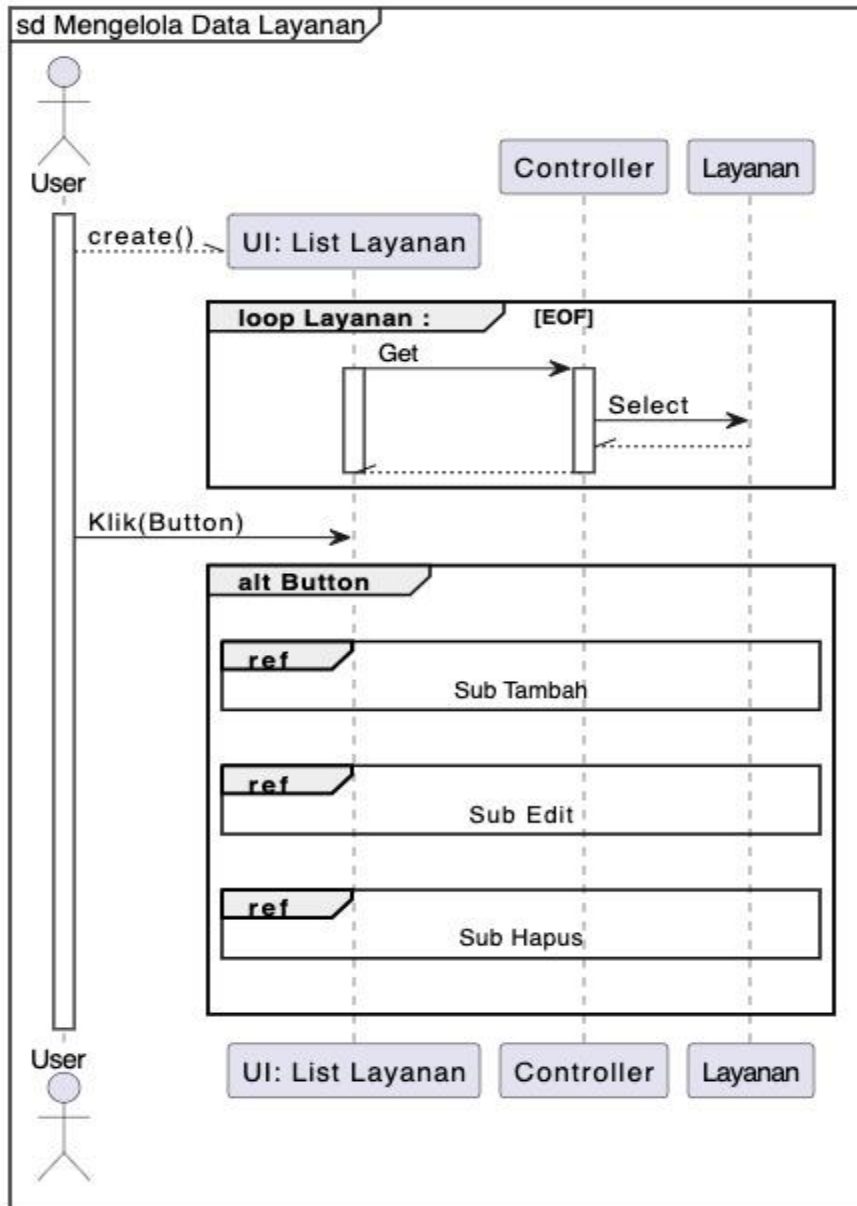 sd Mengelola Data Layanan
User
Controller
Layanan
create()
UI: List Layanan
loop Layanan :
[EOF]
Get
Select
Klik(Button)
alt Button
ref
Sub Tambah
ref
Sub Edit
ref
Sub Hapus
User
UI: List Layanan
Controller
Layanan